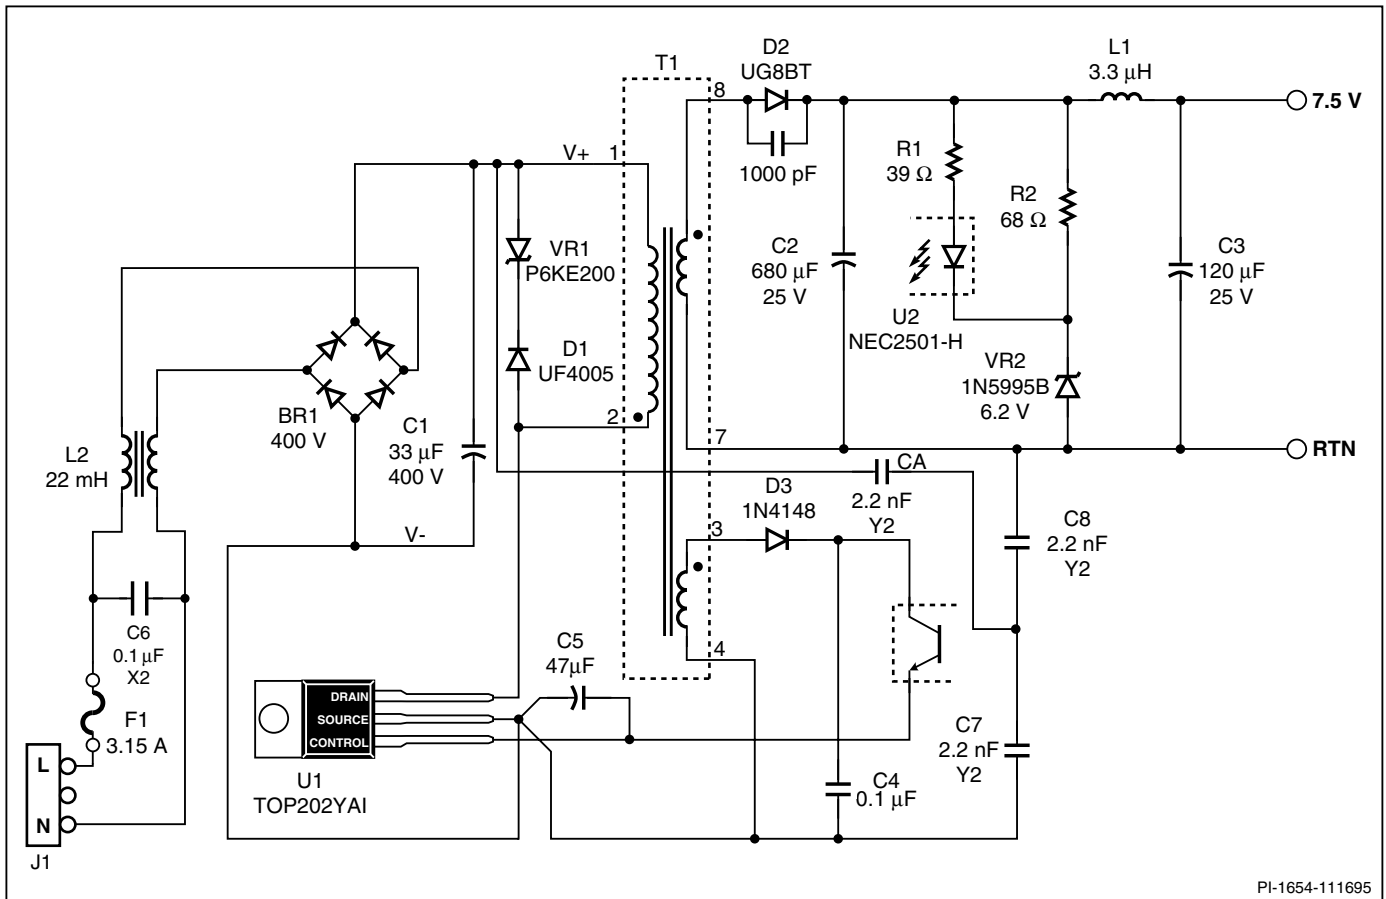 D2
UG8BT
L1
3.3 μH
T1
8
7.5 V
1000 pF
V+
1
R1
39 Ω
R2
68 Ω
VR1
P6KE200
C2
680 μF
25 V
C3
120 μF
25 V
U2
NEC2501-H
D1
UF4005
VR2
1N5995B
6.2 V
BR1
400 V
C1
33 μF
400 V
2
7
RTN
L2
22 mH
CA
2.2 nF
Y2
D3
1N4148
3
C8
2.2 nF
Y2
V-
C6
0.1 μF
X2
4
C5
47μF
DRAIN
SOURCE
CONTROL
F1
3.15 A
C7
2.2 nF
Y2
L
N
J1
U1
TOP202YAI
C4
0.1 μF
PI-1654-111695